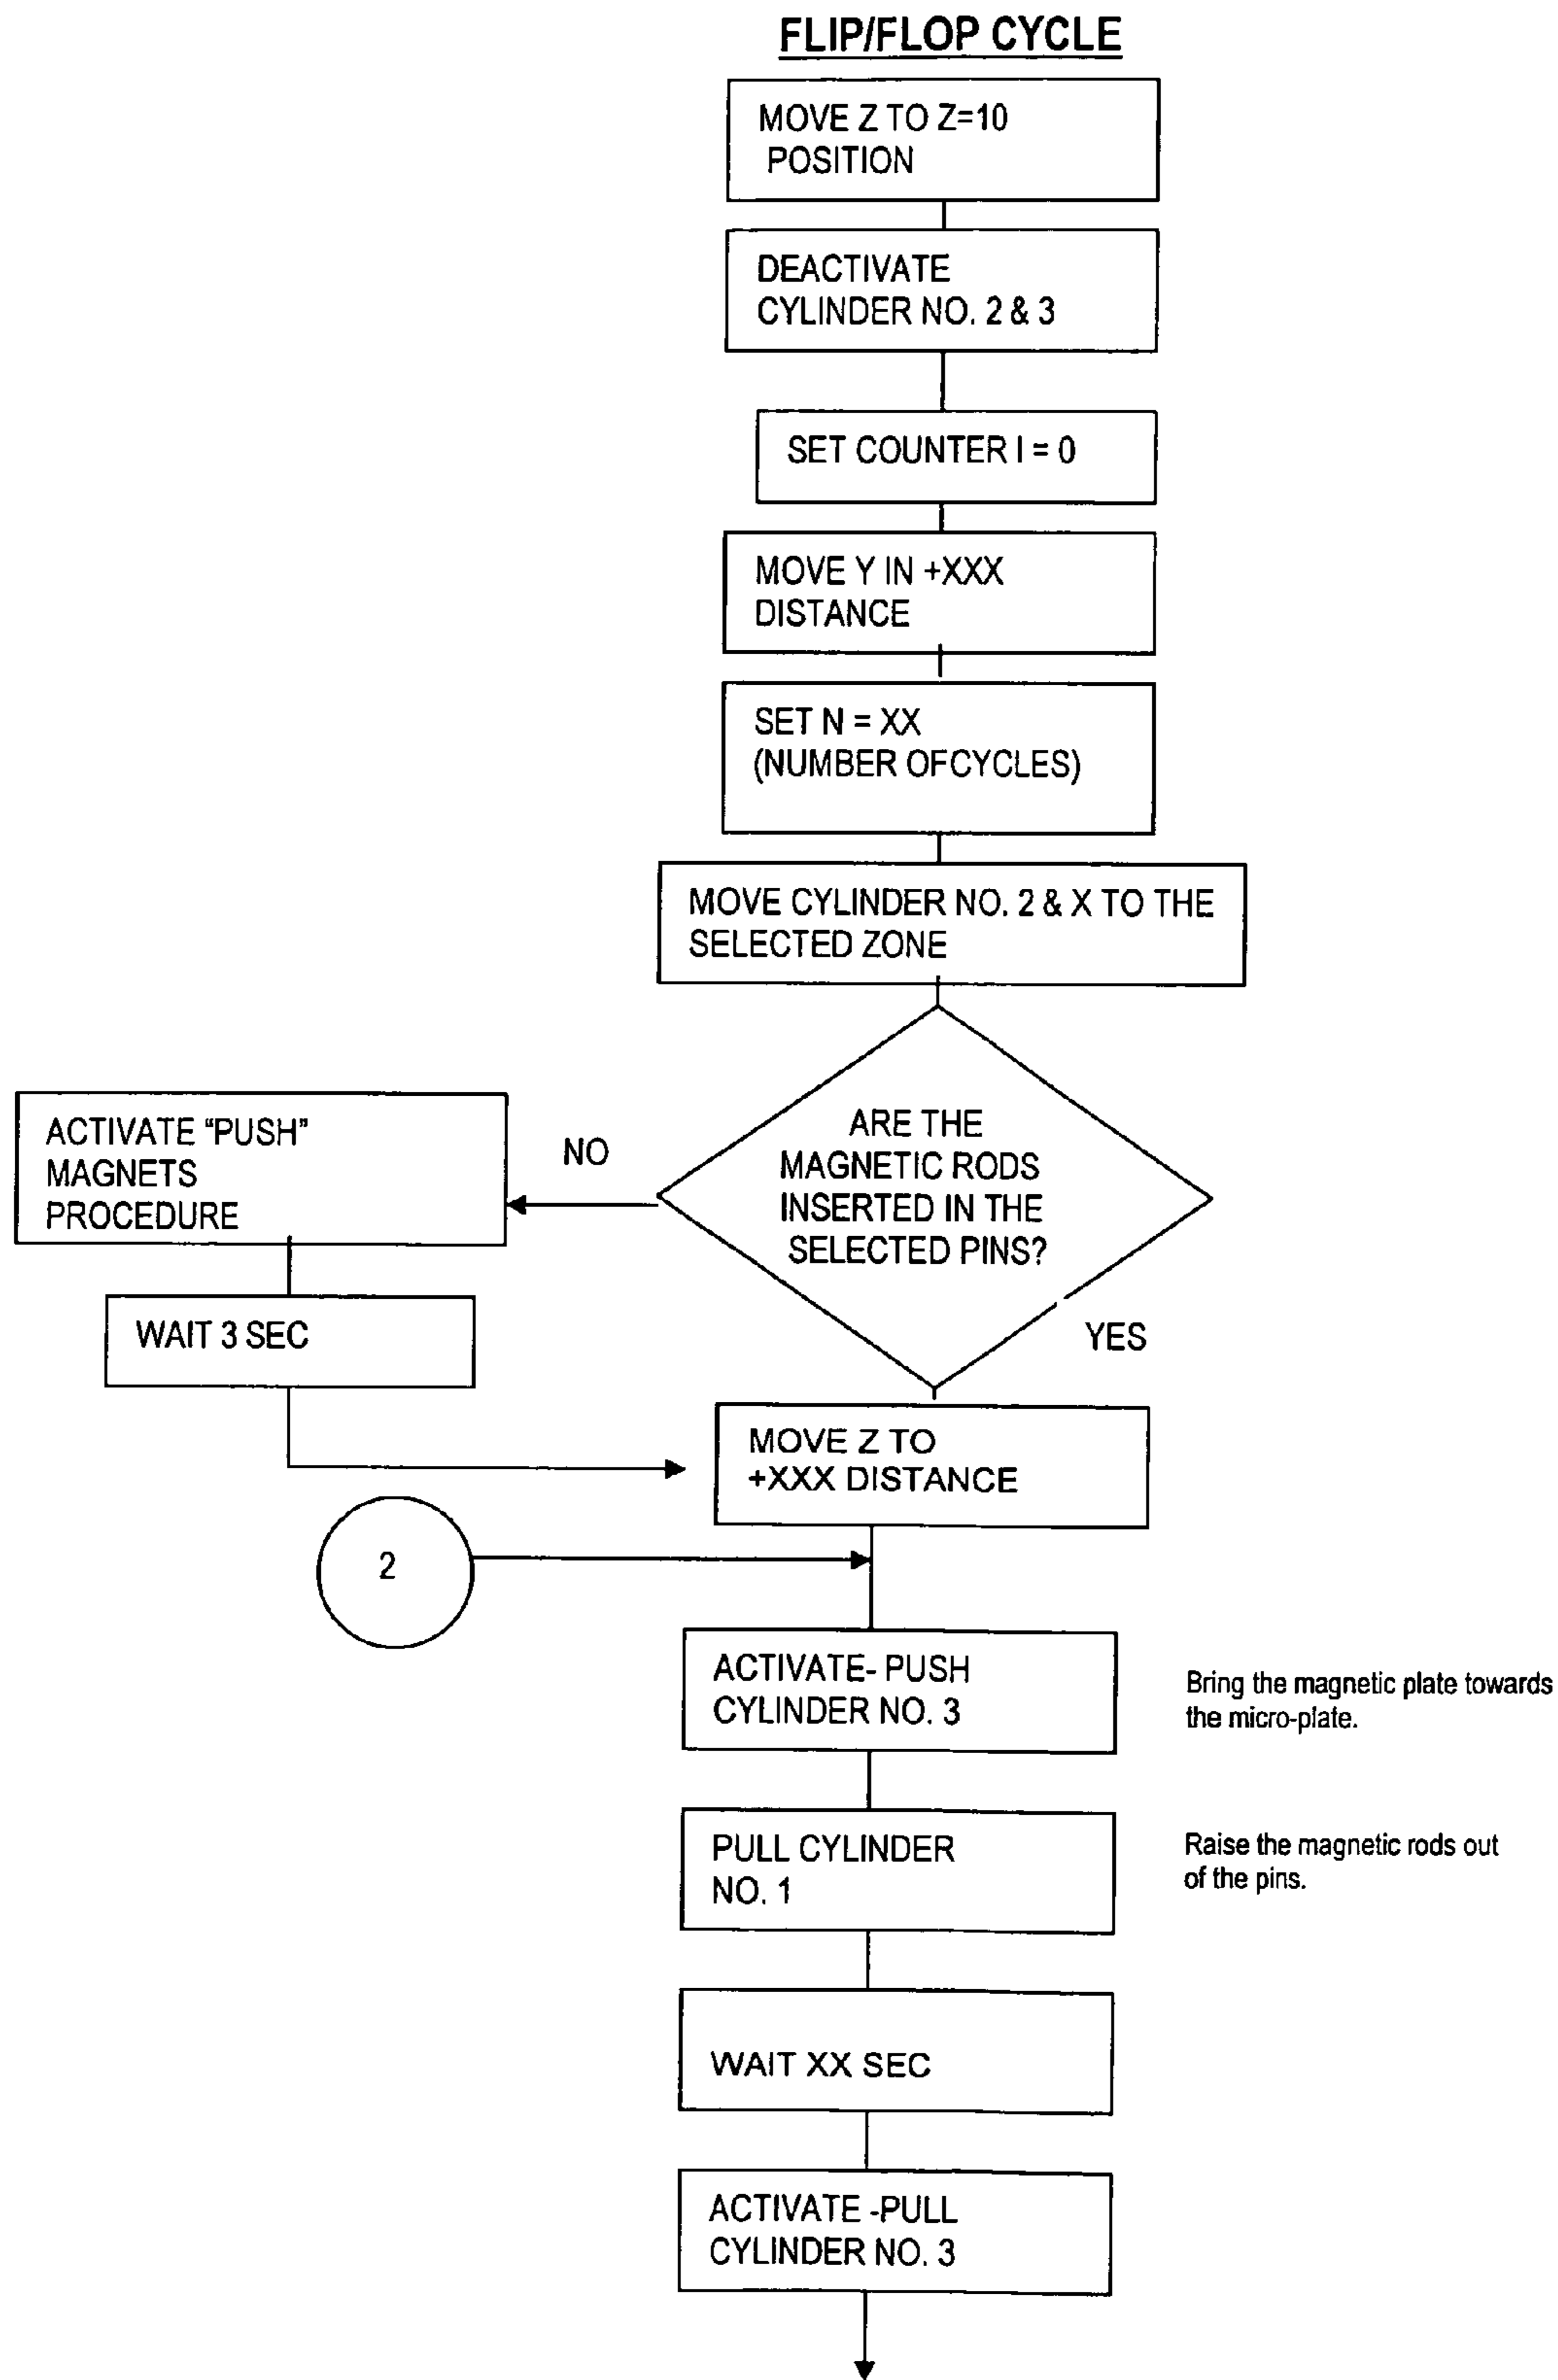 FLIP/FLOP CYCLE
MOVE Z TO Z=10
POSITION
DEACTIVATE
CYLINDER NO. 2 & 3
SET COUNTER I = 0
MOVE Y IN +XXX
DISTANCE
SET N = XX
(NUMBER OFCYCLES)
MOVE CYLINDER NO. 2 & X TO THE
SELECTED ZONE
ARE THE
MAGNETIC RODS
INSERTED IN THE
SELECTED PINS?
NO
ACTIVATE "PUSH"
MAGNETS
PROCEDURE
WAIT 3 SEC
YES
MOVE Z TO
+XXX DISTANCE
2
ACTIVATE- PUSH
CYLINDER NO. 3
Bring the magnetic plate towards
the micro-plate.
PULL CYLINDER
NO. 1
Raise the magnetic rods out
of the pins.
WAIT XX SEC
ACTIVATE -PULL
CYLINDER NO. 3